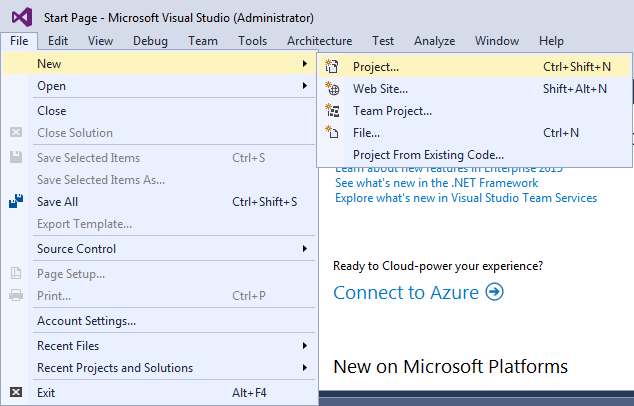 Start Page - Microsoft Visual Studio (Administrator)
File Edit View Debug Team Tools Architecture Test Analyze Window Help
New
Open
Close
Close Solution
Save Selected Items Ctrl+S
Save Selected Items As...
Save All Ctrl+Shift+S
Export Template...
Source Control
Page Setup...
Print... Ctrl+P
Account Settings...
Recent Files
Recent Projects and Solutions
Exit Alt+F4
Project... Ctrl+Shift+N
Web Site... Shift+Alt+N
Team Project...
File... Ctrl+N
Project From Existing Code...
Learn about new features in Enterprise 2015
See what's new in the .NET Framework
Explore what's new in Visual Studio Team Services
Ready to Cloud-power your experience?
Connect to Azure
New on Microsoft Platforms